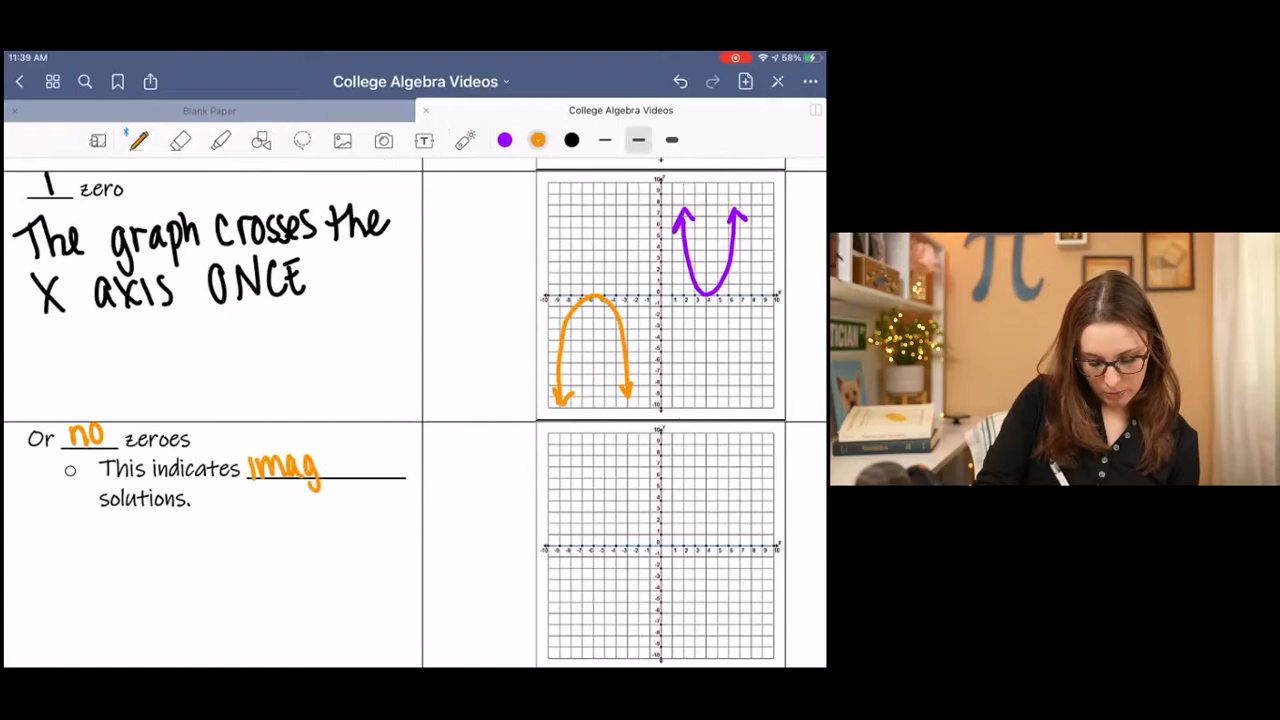 11:39 AM
58%
College Algebra Videos
Blank Paper
College Algebra Videos
1 zero
The graph crosses the
X axis ONCE
Or no zeroes
This indicates imag
solutions.
TICIAN
π